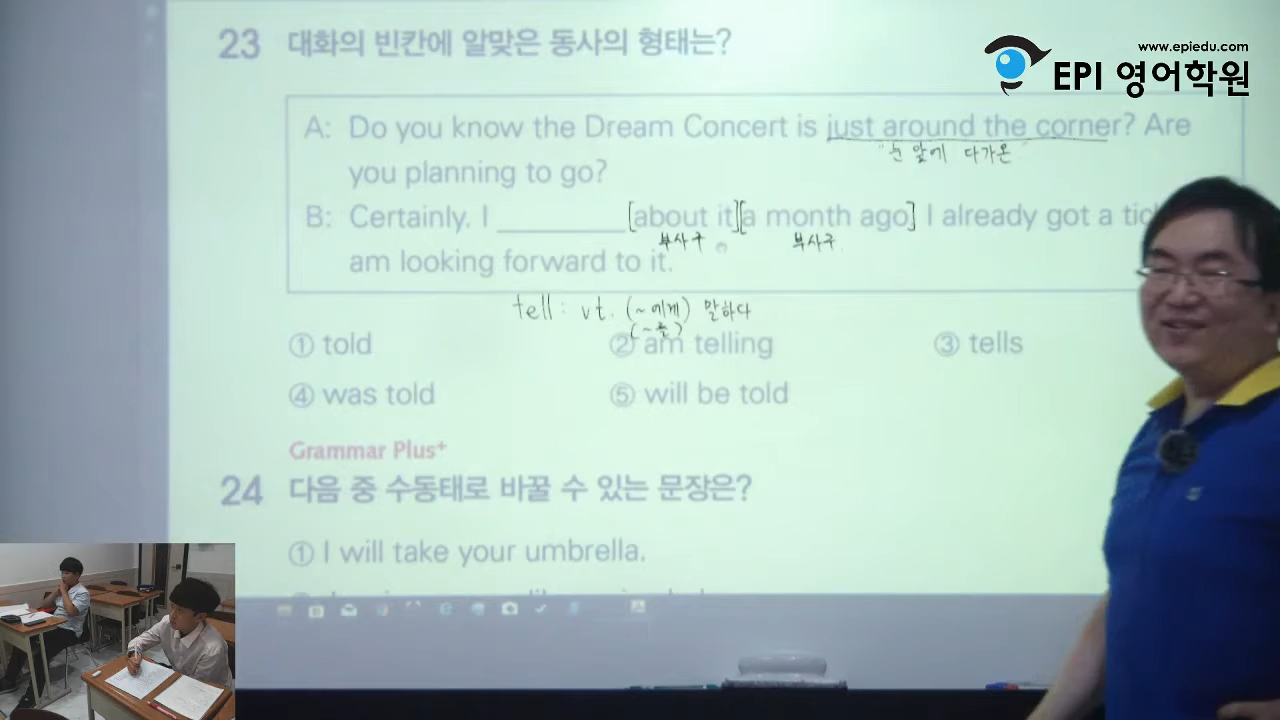 www.epiedu.com
EPI 영어학원
23 대화의 빈칸에 알맞은 동사의 형태는?
A: Do you know the Dream Concert is just around the corner? Are
"눈 앞에 다가온"
you planning to go?
B: Certainly. I ________ [about it][a month ago] I already got a tic
부사구 부사구
am looking forward to it.
tell: vt. (~에게) 말하다
(~을)
① told ② am telling ③ tells
④ was told ⑤ will be told
Grammar Plus+
24 다음 중 수동태로 바꿀 수 있는 문장은?
① I will take your umbrella.